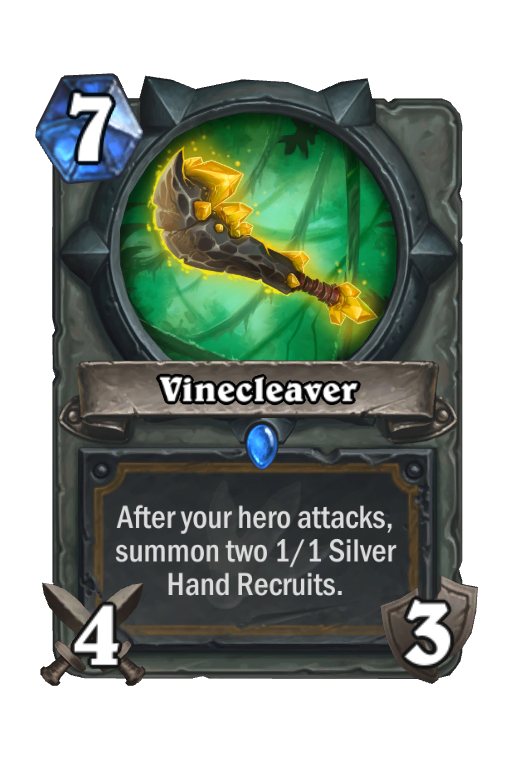 7
Vinecleaver
After your hero attacks,
summon two 1/1 Silver
Hand Recruits.
4
3